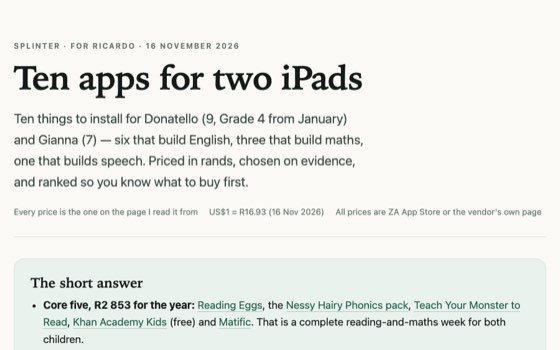 SPLINTER · FOR RICARDO · 16 NOVEMBER 2026
Ten apps for two iPads
Ten things to install for Donatello (9, Grade 4 from January)
and Gianna (7) — six that build English, three that build maths,
one that builds speech. Priced in rands, chosen on evidence,
and ranked so you know what to buy first.
Every price is the one on the page I read it from US$1 = R16.93 (16 Nov 2026) All prices are ZA App Store or the vendor's own page
The short answer
• Core five, R2 853 for the year: Reading Eggs, the Nessy Hairy Phonics pack, Teach Your Monster to
Read, Khan Academy Kids (free) and Matific. That is a complete reading-and-maths week for both
children.